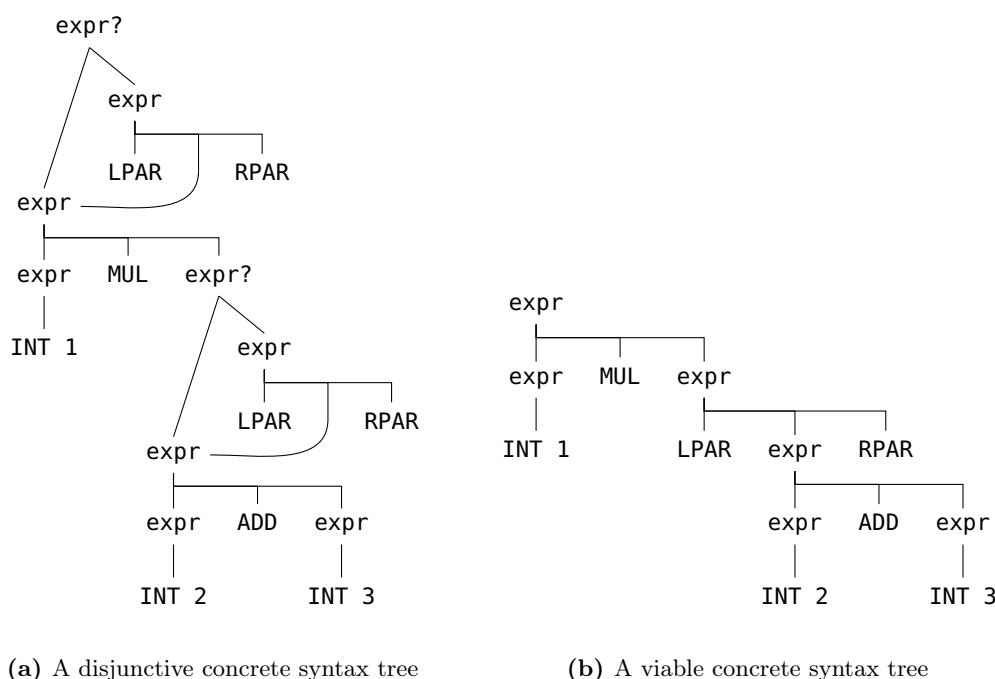 expr?
expr
LPAR RPAR
expr
expr MUL expr?
INT 1
expr
LPAR RPAR
expr
expr ADD expr
INT 2 INT 3
(a) A disjunctive concrete syntax tree
expr
expr MUL expr
INT 1 LPAR expr RPAR
expr ADD expr
INT 2 INT 3
(b) A viable concrete syntax tree